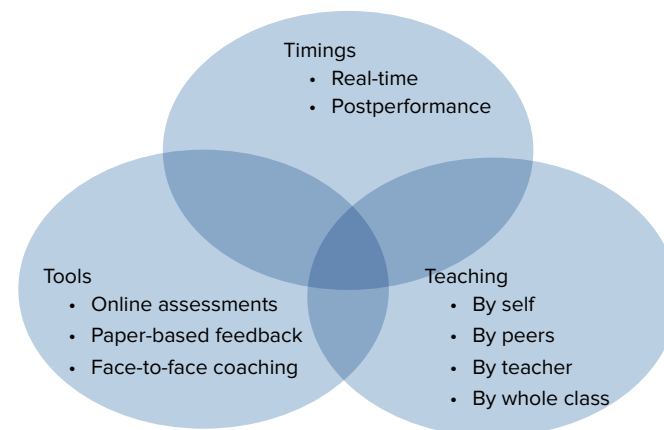 Timings
• Real-time
• Postperformance
Tools
• Online assessments
• Paper-based feedback
• Face-to-face coaching
Teaching
• By self
• By peers
• By teacher
• By whole class